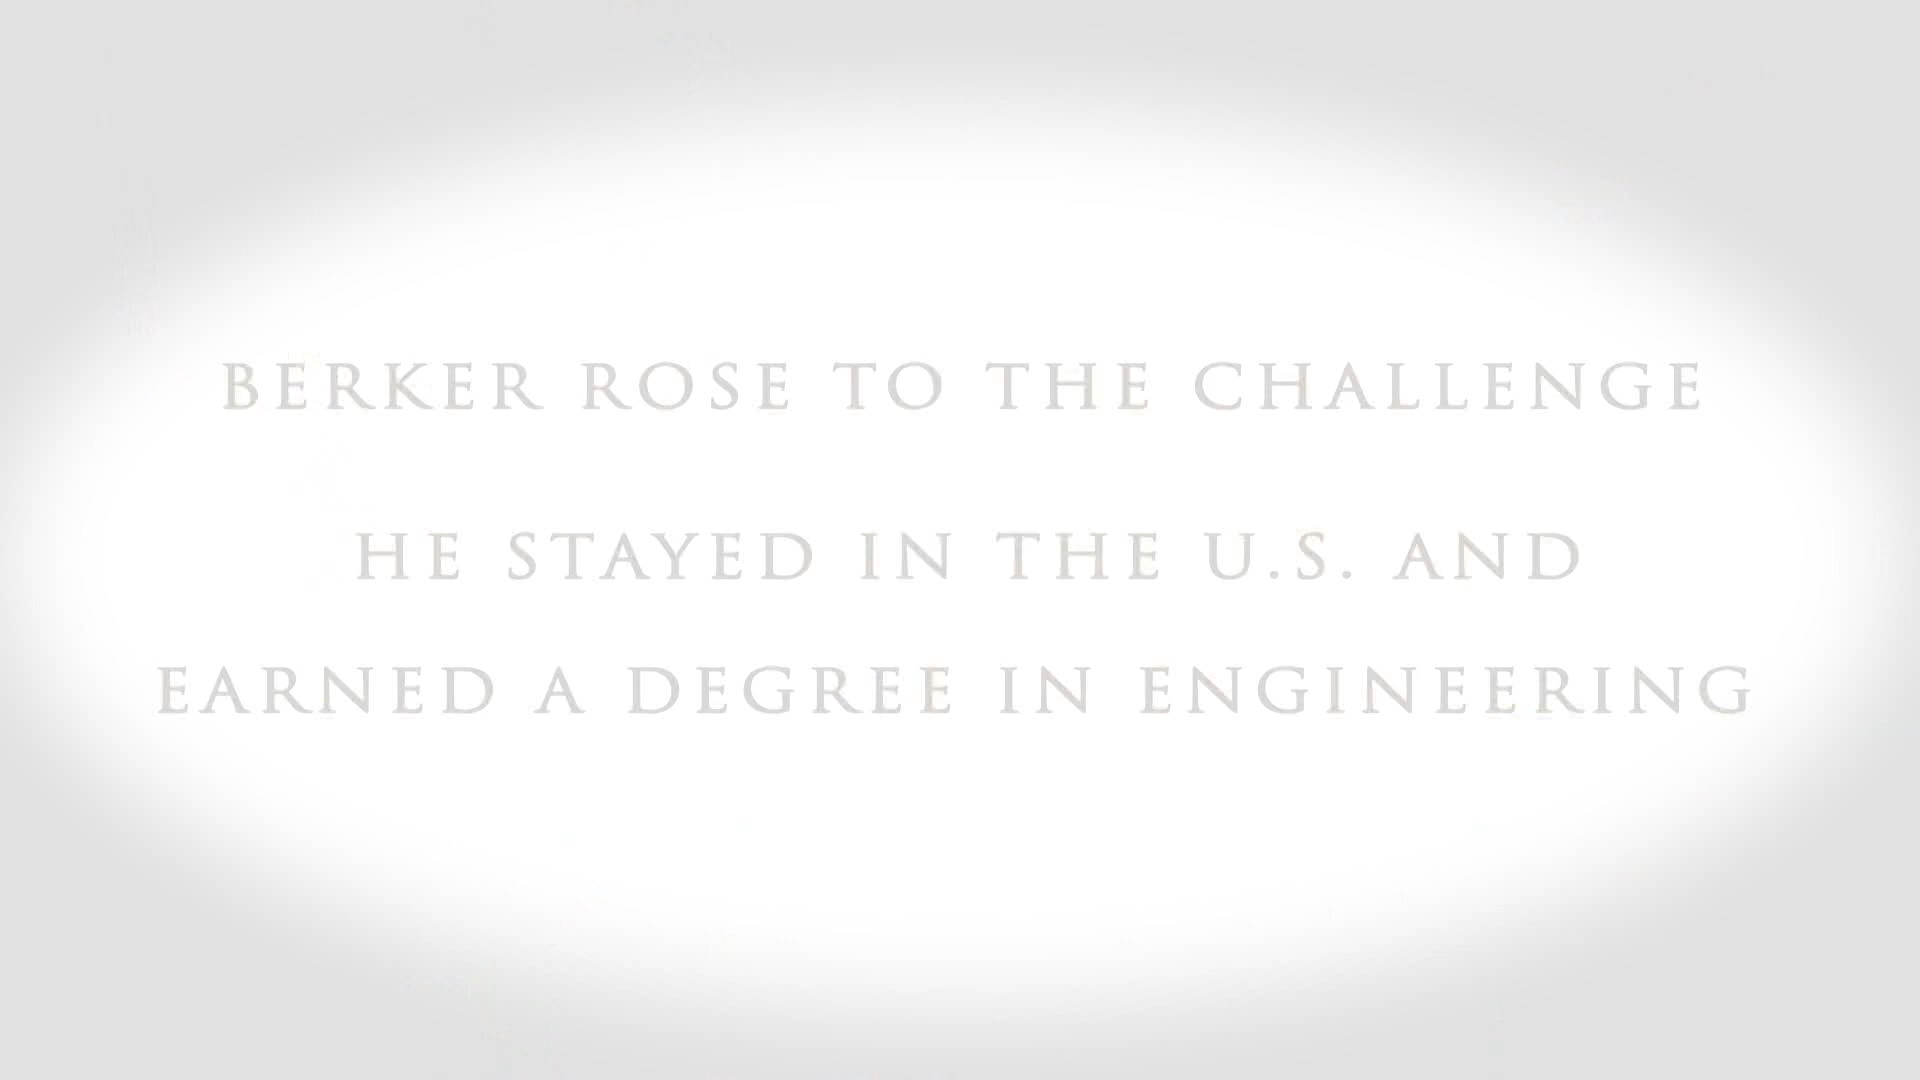 BERKER ROSE TO THE CHALLENGE
HE STAYED IN THE U.S. AND
EARNED A DEGREE IN ENGINEERING